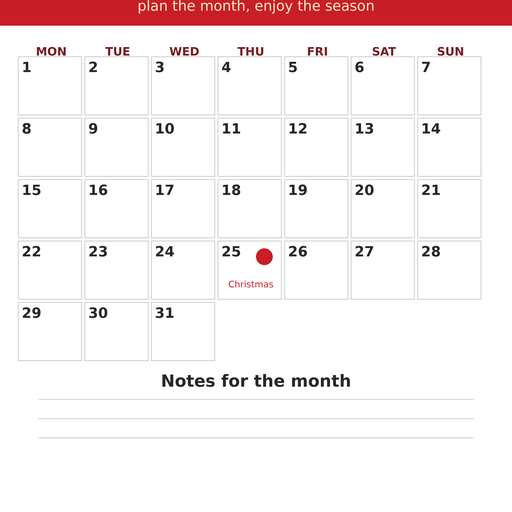 plan the month, enjoy the season
MON TUE WED THU FRI SAT SUN
1 2 3 4 5 6 7
8 9 10 11 12 13 14
15 16 17 18 19 20 21
22 23 24 25 26 27 28
Christmas
29 30 31
Notes for the month